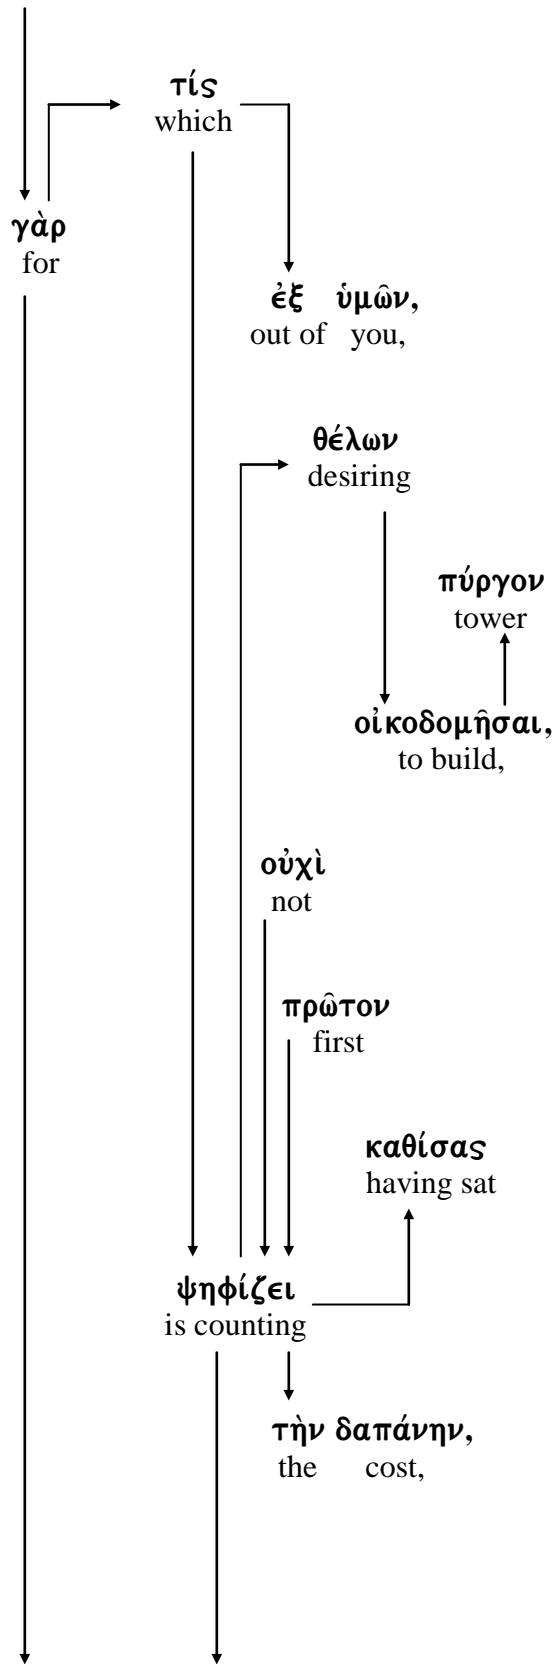 τίς
which
γὰρ
for
ἐξ ὑμῶν,
out of you,
θέλων
desiring
πύργον
tower
οἰκοδομῆσαι,
to build,
οὐχὶ
not
πρῶτον
first
καθίσας
having sat
ψηφίζει
is counting
τὴν δαπάνην,
the cost,